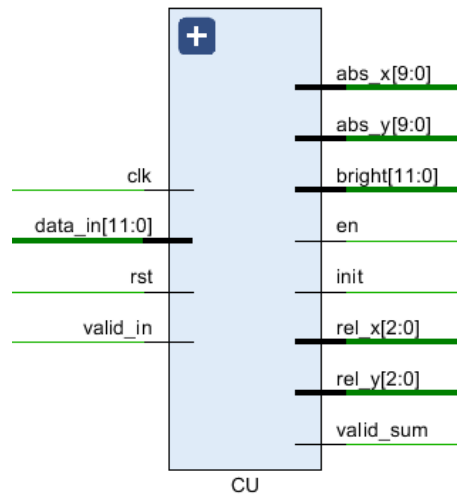 abs_x[9:0]
abs_y[9:0]
clk
bright[11:0]
data_in[11:0]
en
rst
init
valid_in
rel_x[2:0]
rel_y[2:0]
valid_sum
CU